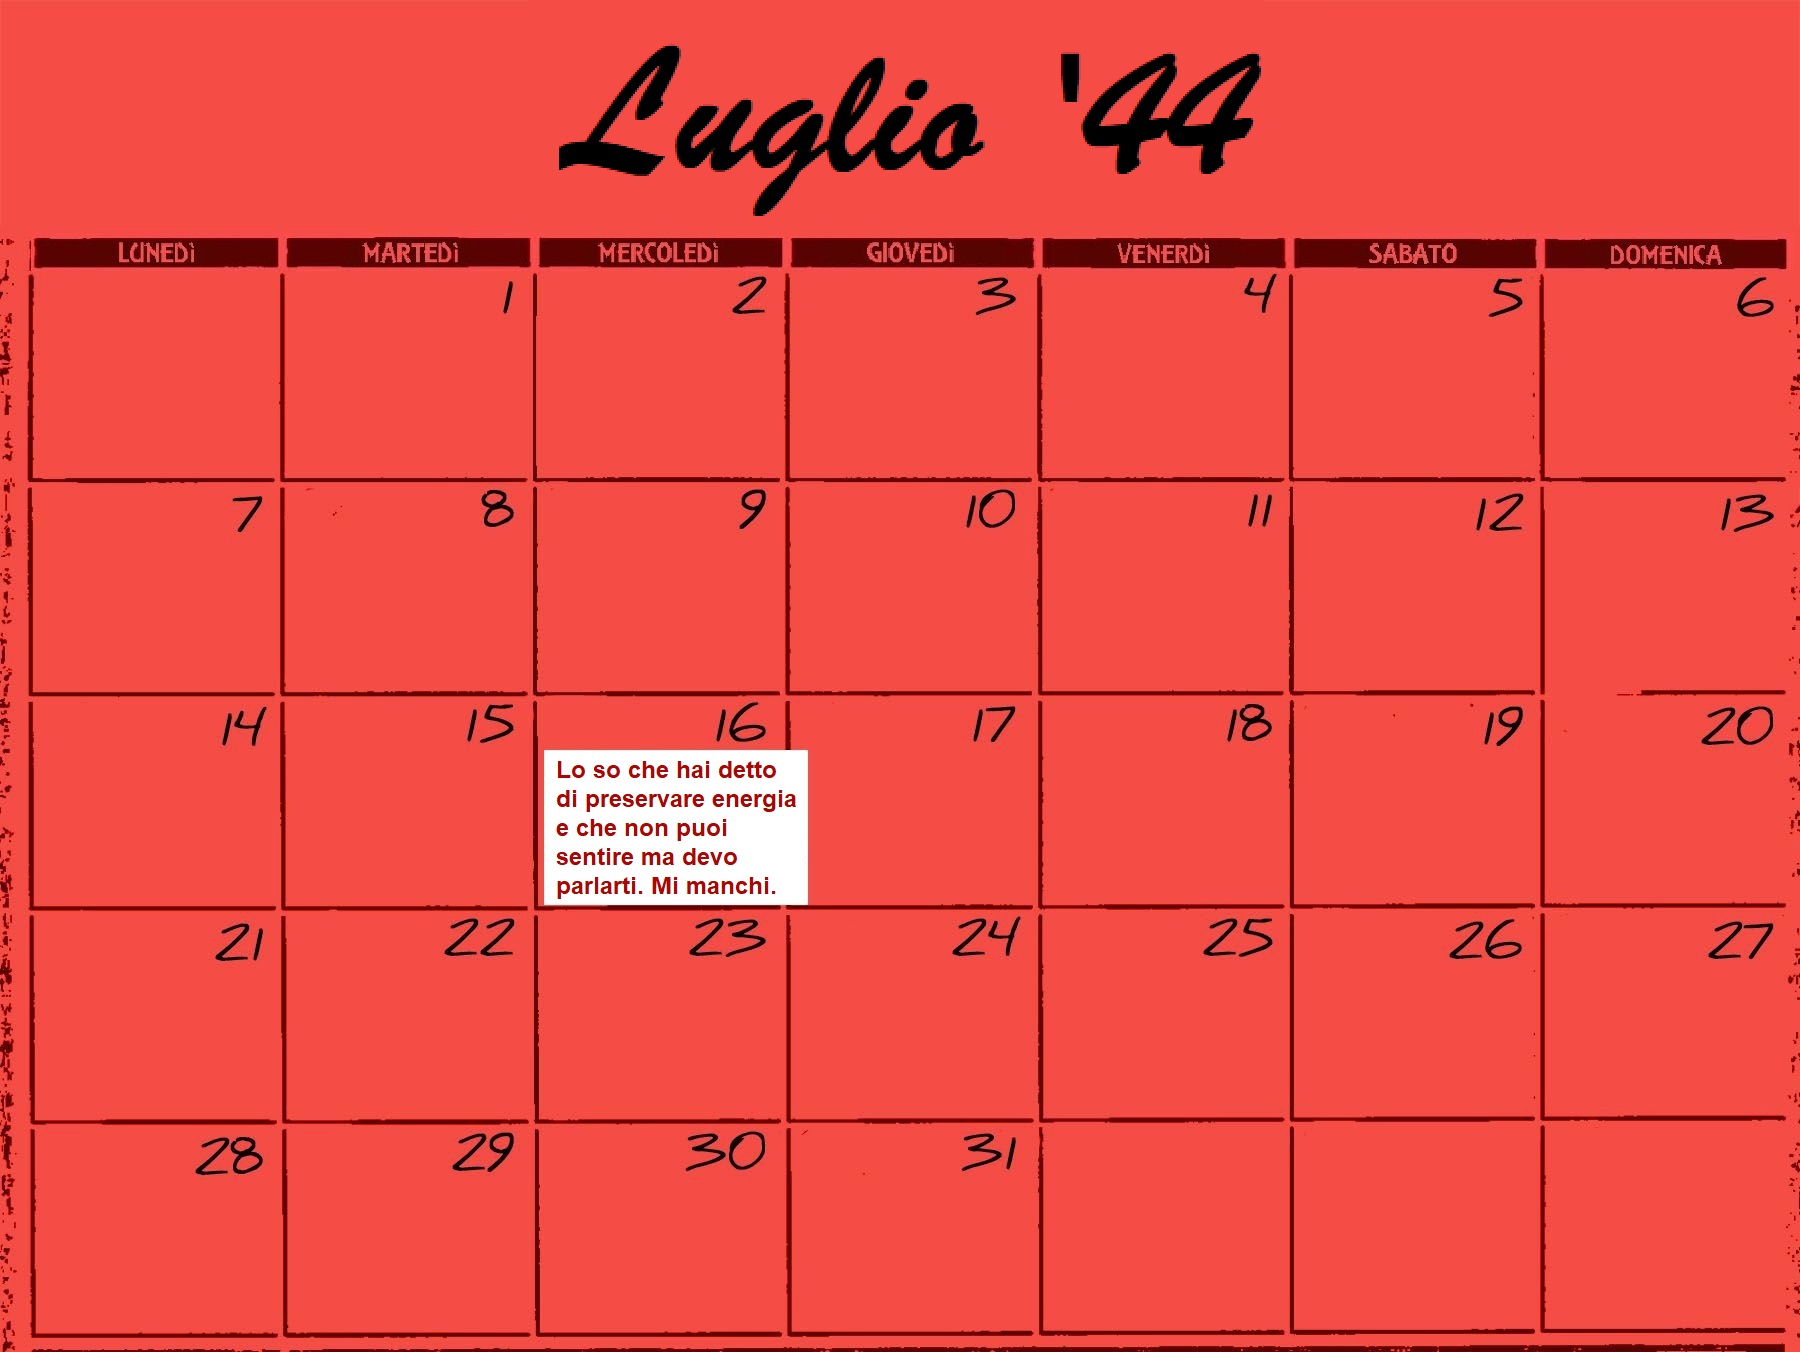 Luglio '44
LUNEDì MARTEDì MERCOLEDì GIOVEDì VENERDì SABATO DOMENICA
1 2 3 4 5 6
7 8 9 10 11 12 13
14 15 16 17 18 19 20
Lo so che hai detto
di preservare energia
e che non puoi
sentire ma devo
parlarti. Mi manchi.
21 22 23 24 25 26 27
28 29 30 31